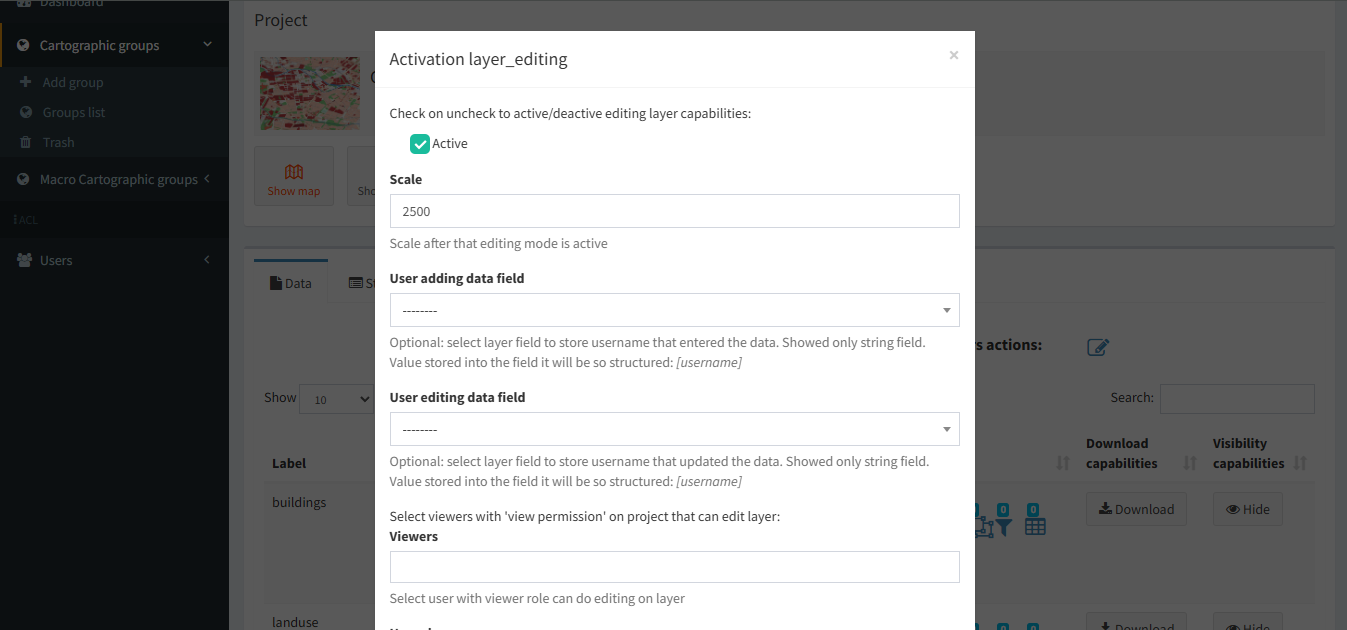 Dashboard
Cartographic groups
Add group
Groups list
Trash
Macro Cartographic groups
ACL
Users
Project
Show map
Sho
Data
s actions:
Show 10
Search:
Label
Download capabilities
Visibility capabilities
buildings
0 0
Download
Hide
landuse
0 0
Download
Hide
Activation layer_editing
×
Check on uncheck to active/deactive editing layer capabilities:
Active
Scale
2500
Scale after that editing mode is active
User adding data field
--------
Optional: select layer field to store username that entered the data. Showed only string field.
Value stored into the field it will be so structured: [username]
User editing data field
--------
Optional: select layer field to store username that updated the data. Showed only string field.
Value stored into the field it will be so structured: [username]
Select viewers with 'view permission' on project that can edit layer:
Viewers
Select user with viewer role can do editing on layer